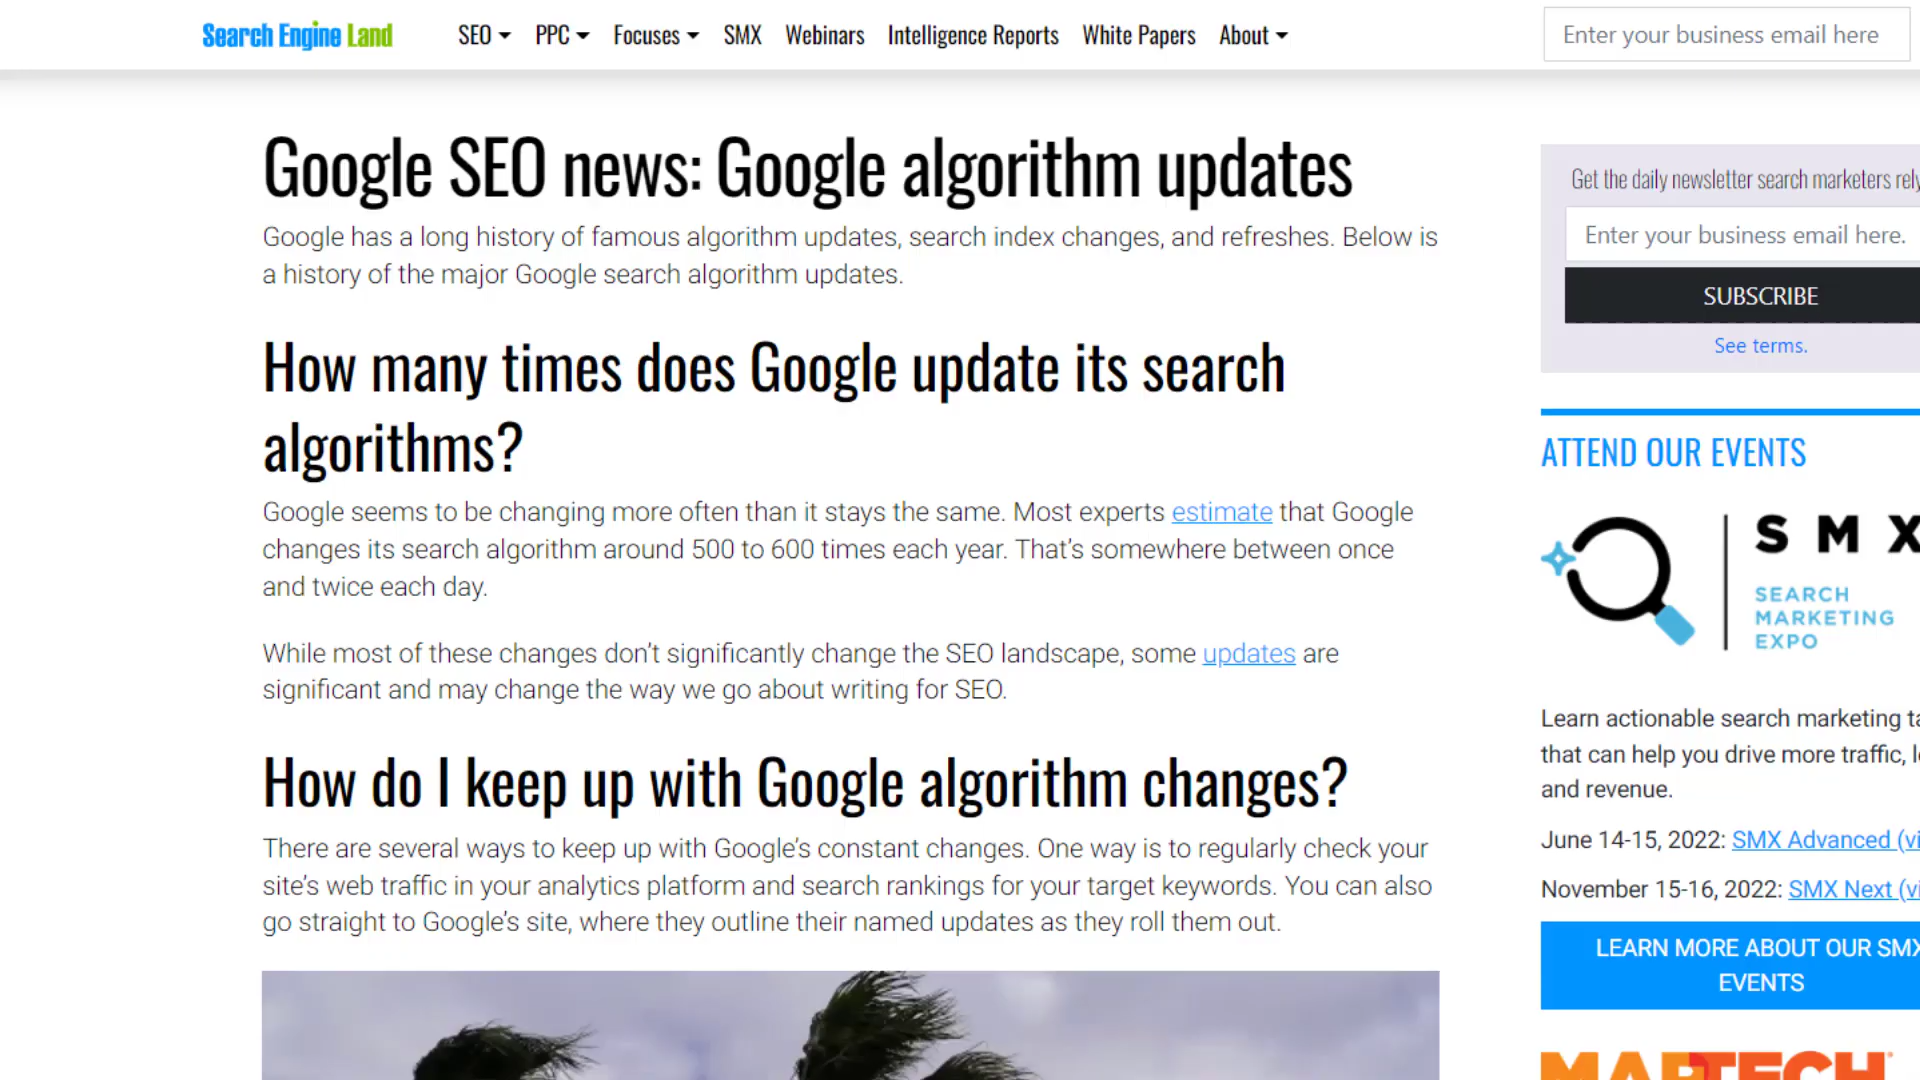 Search Engine Land
SEO PPC Focuses SMX Webinars Intelligence Reports White Papers About
Enter your business email here
Google SEO news: Google algorithm updates
Google has a long history of famous algorithm updates, search index changes, and refreshes. Below is
a history of the major Google search algorithm updates.
How many times does Google update its search
algorithms?
Google seems to be changing more often than it stays the same. Most experts estimate that Google
changes its search algorithm around 500 to 600 times each year. That’s somewhere between once
and twice each day.
While most of these changes don’t significantly change the SEO landscape, some updates are
significant and may change the way we go about writing for SEO.
How do I keep up with Google algorithm changes?
There are several ways to keep up with Google’s constant changes. One way is to regularly check your
site’s web traffic in your analytics platform and search rankings for your target keywords. You can also
go straight to Google’s site, where they outline their named updates as they roll them out.
Get the daily newsletter search marketers rely
Enter your business email here.
SUBSCRIBE
See terms.
ATTEND OUR EVENTS
SMX
SEARCH
MARKETING
EXPO
Learn actionable search marketing
that can help you drive more traffic,
and revenue.
June 14-15, 2022: SMX Advanced
November 15-16, 2022: SMX Next
LEARN MORE ABOUT OUR SMX
EVENTS
MARTECH